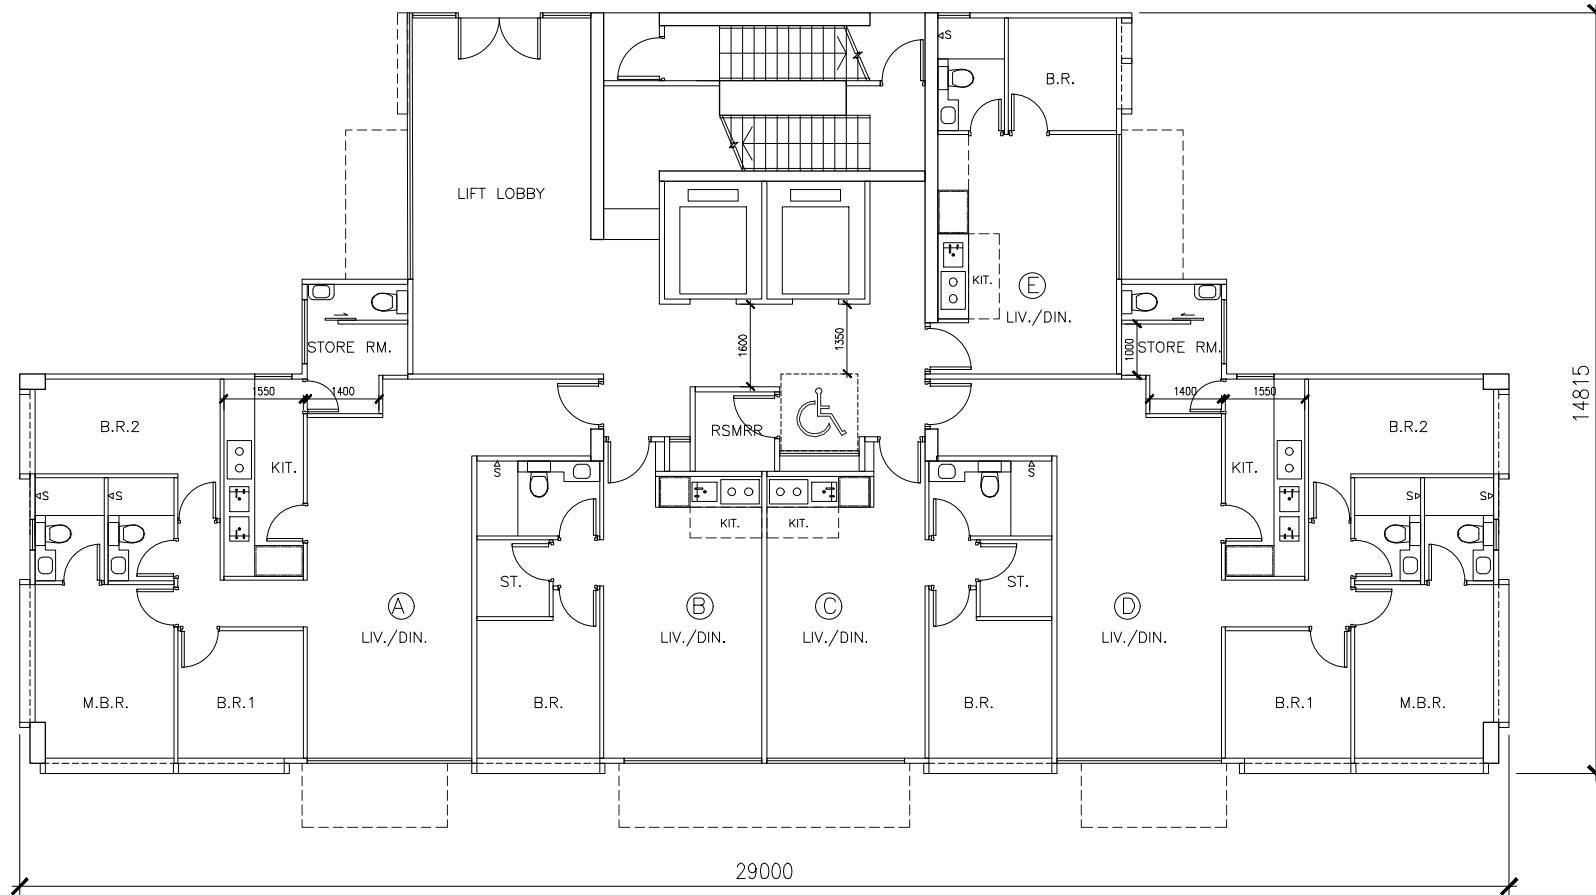 ◁S
B.R.
LIFT LOBBY
KIT.
E
LIV./DIN.
1600
1350
1000
STORE RM.
STORE RM.
14815
1550
1400
1400
1550
B.R.2
RSMRR
B.R.2
KIT.
KIT.
◁S
◁S
◁S
◁S
S▷
S▷
KIT.
KIT.
ST.
ST.
A
B
C
D
LIV./DIN.
LIV./DIN.
LIV./DIN.
LIV./DIN.
M.B.R.
B.R.1
B.R.
B.R.
B.R.1
M.B.R.
29000